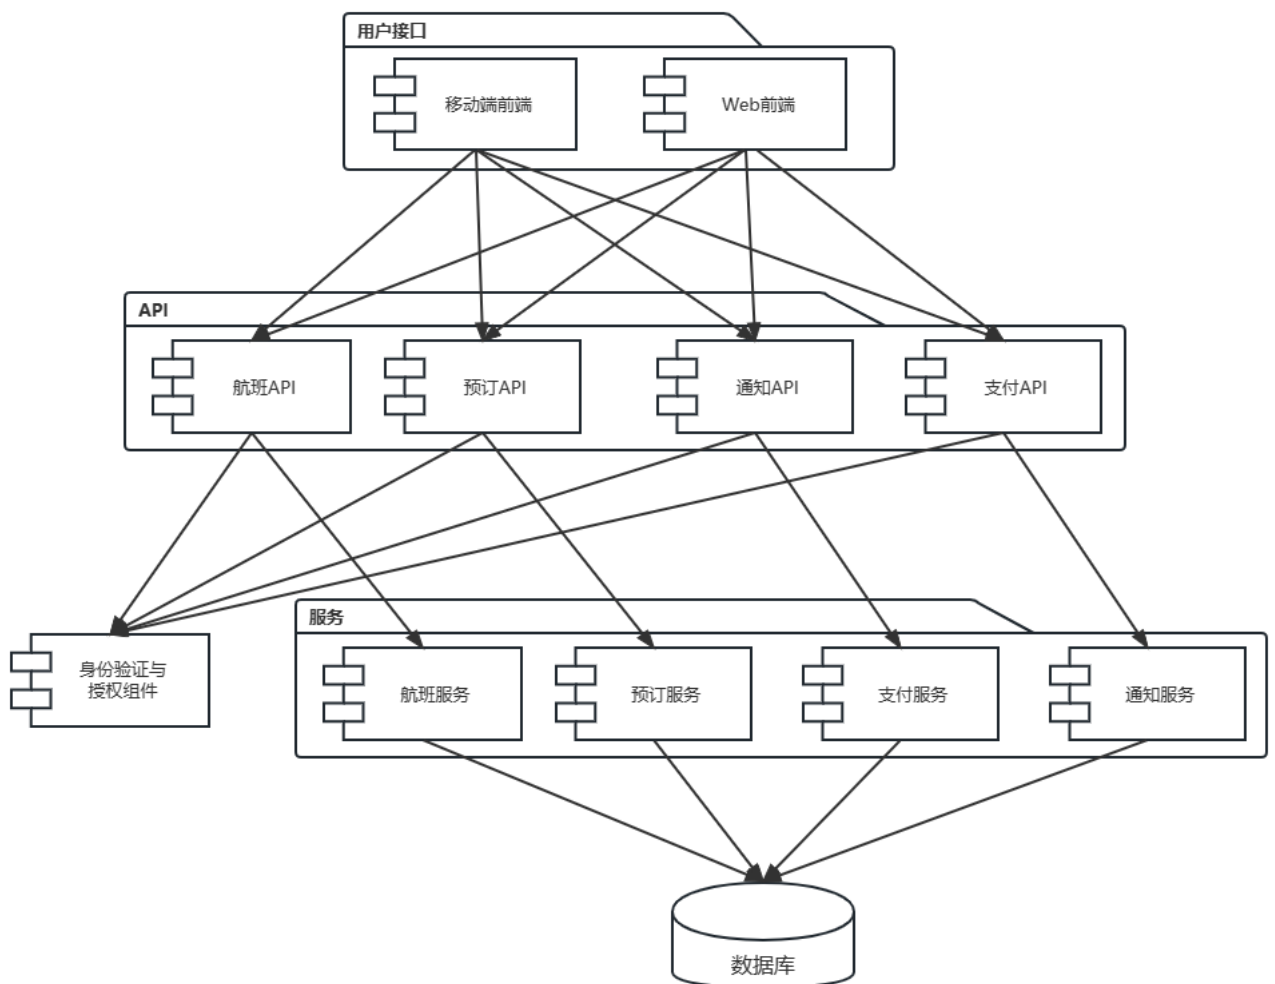 用户接口
移动端前端
Web前端
API
航班API
预订API
通知API
支付API
服务
身份验证与
授权组件
航班服务
预订服务
支付服务
通知服务
数据库